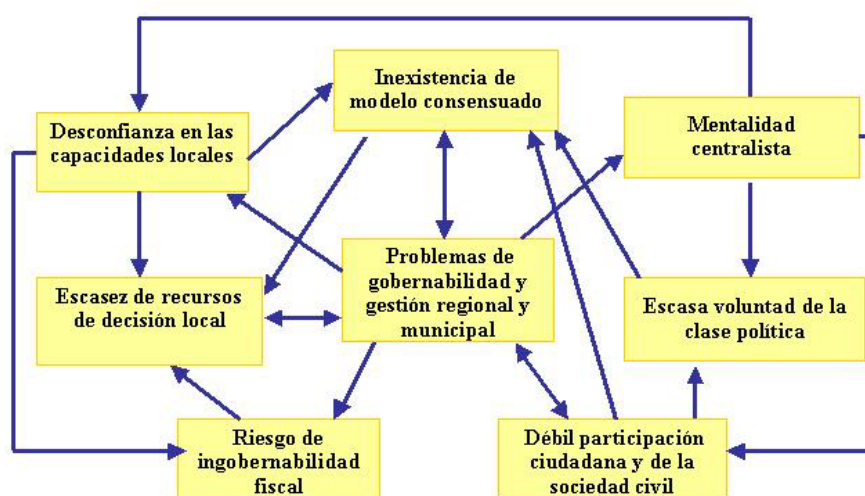 Inexistencia de
modelo consensuado
Desconfianza en las
capacidades locales
Mentalidad
centralista
Problemas de
gobernabilidad y
gestión regional y
municipal
Escasez de recursos
de decisión local
Escasa voluntad de la
clase política
Riesgo de
ingobernabilidad
fiscal
Débil participación
ciudadana y de la
sociedad civil